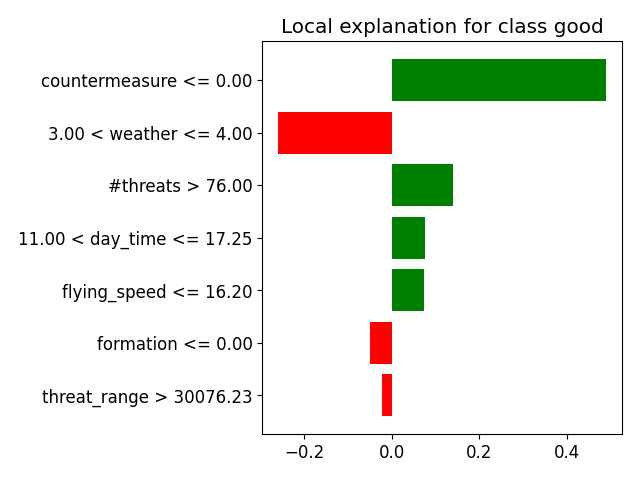 Local explanation for class good
countermeasure <= 0.00
3.00 < weather <= 4.00
#threats > 76.00
11.00 < day_time <= 17.25
flying_speed <= 16.20
formation <= 0.00
threat_range > 30076.23
−0.2 0.0 0.2 0.4